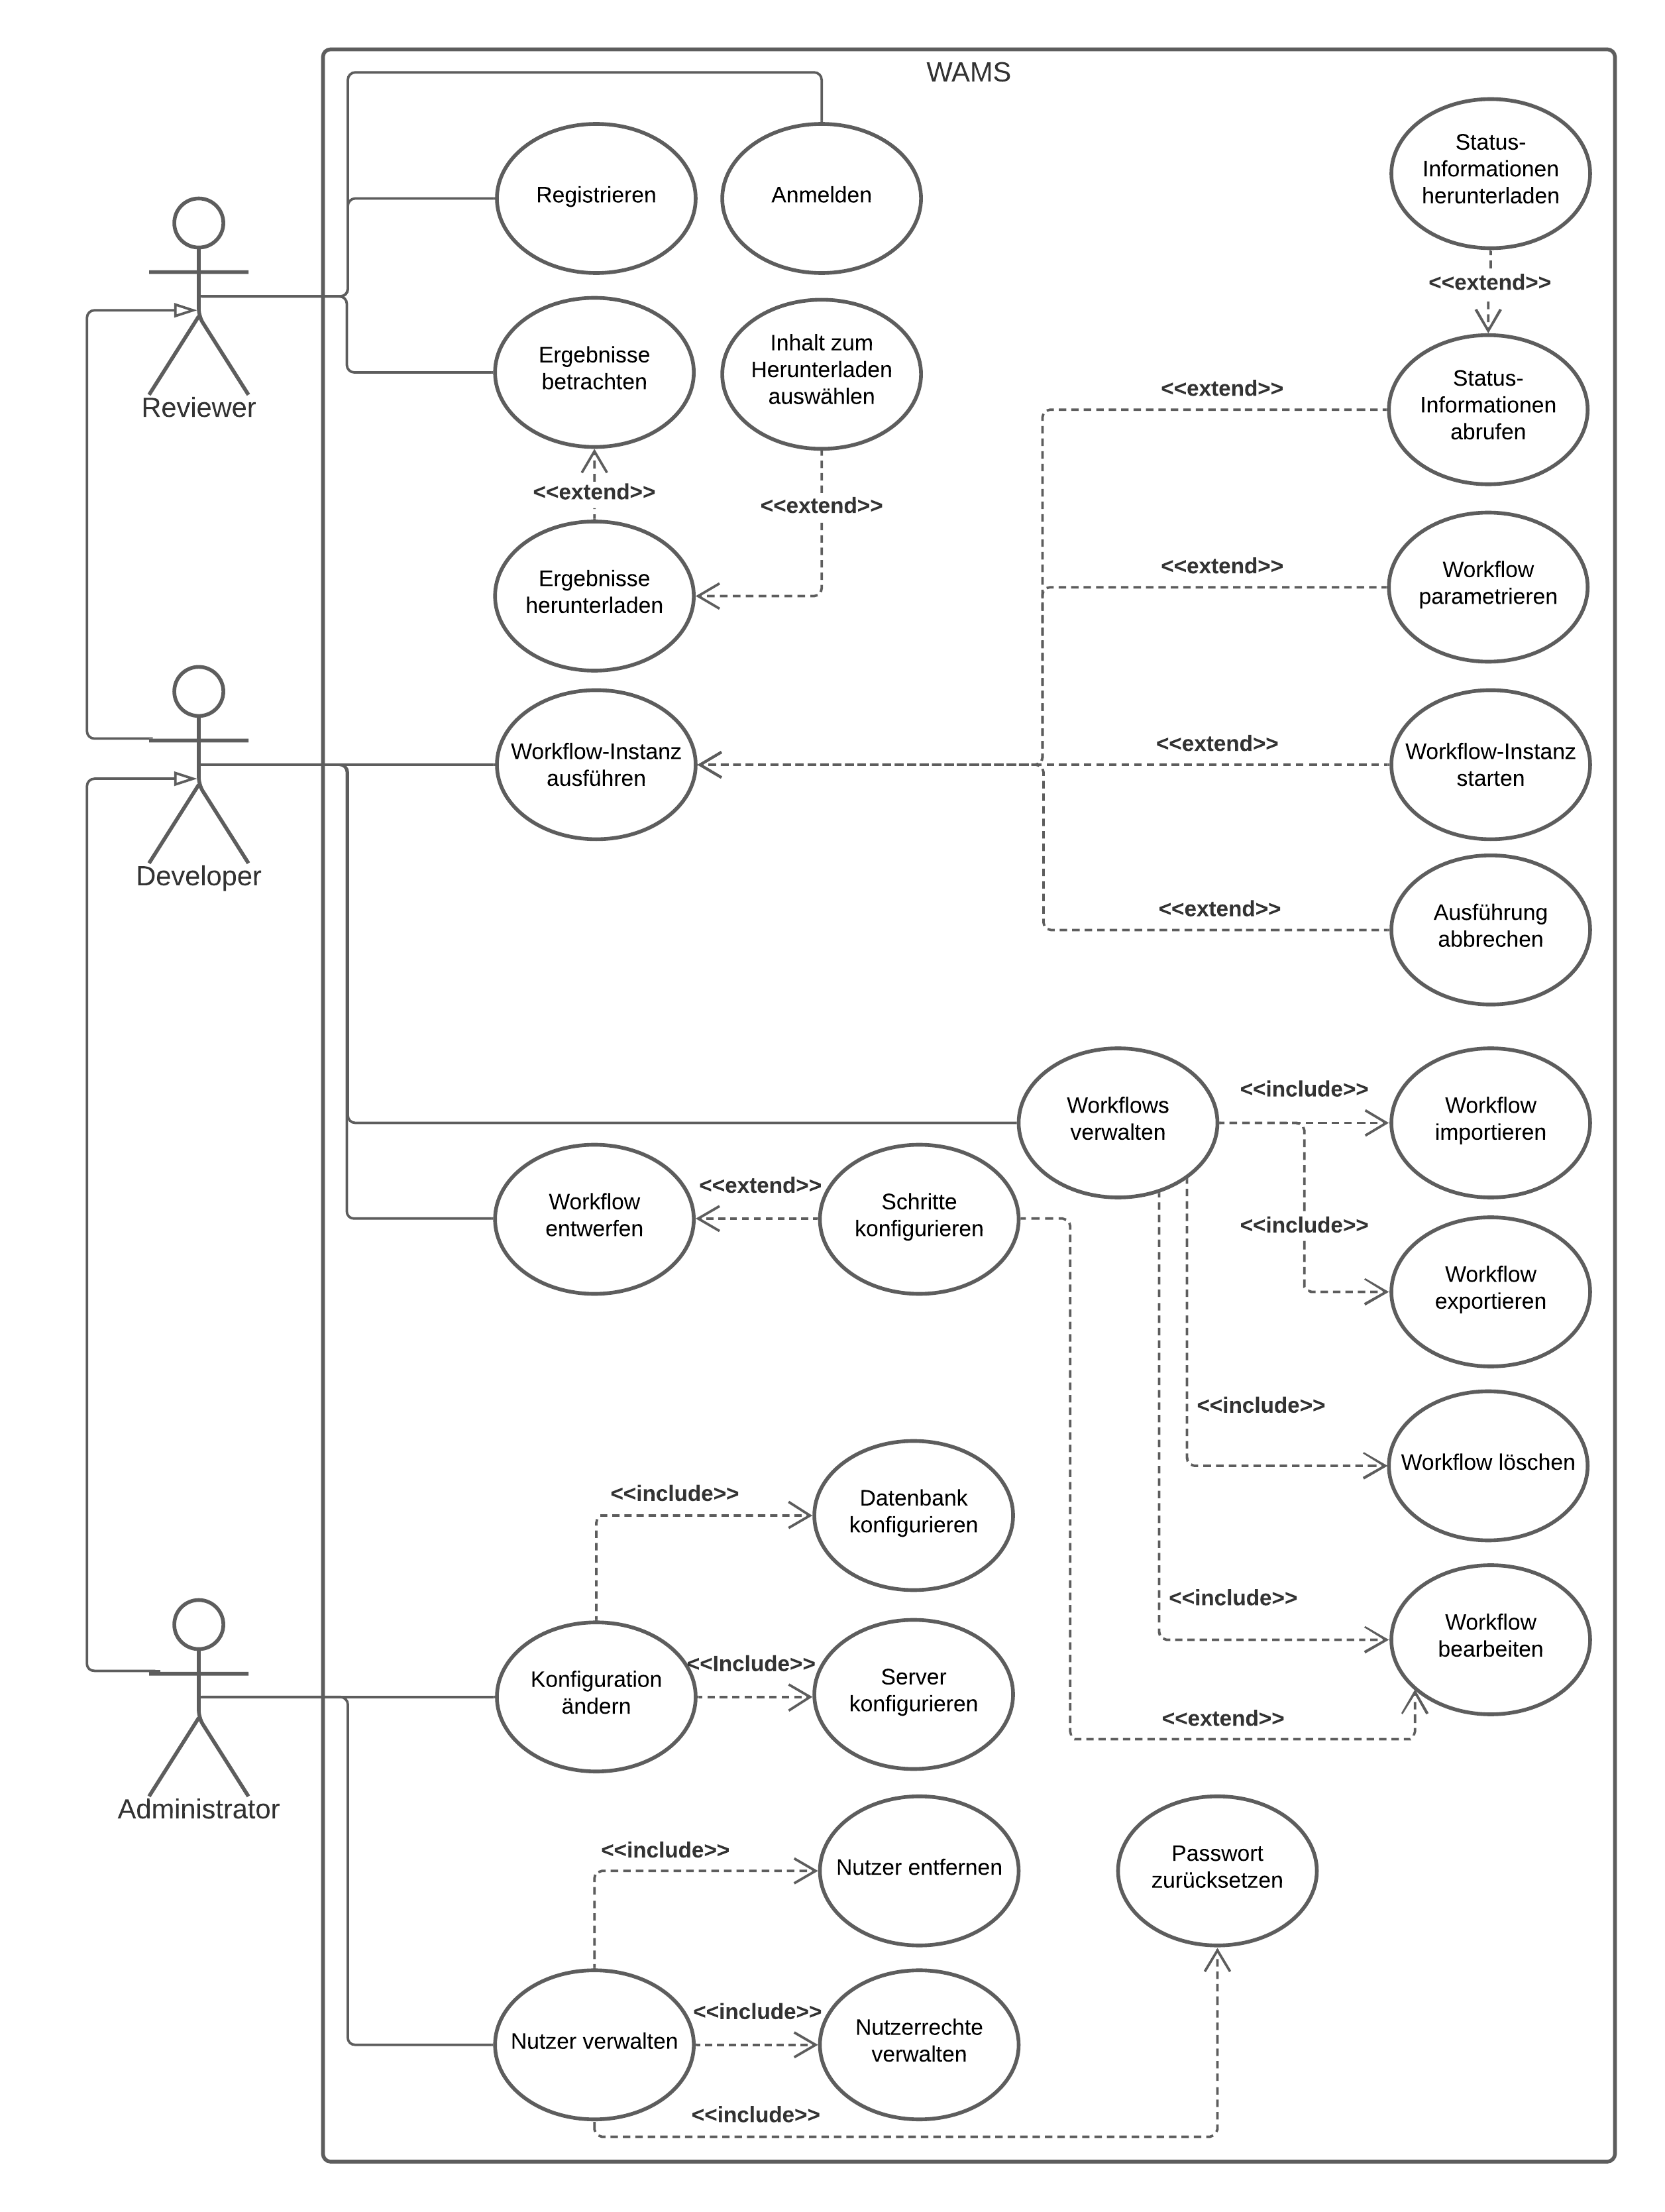 WAMS
Registrieren
Anmelden
Status-
Informationen
herunterladen
<<extend>>
Reviewer
Ergebnisse
betrachten
Inhalt zum
Herunterladen
auswählen
<<extend>>
Status-
Informationen
abrufen
<<extend>>
<<extend>>
Ergebnisse
herunterladen
<<extend>>
Workflow
parametrieren
Developer
Workflow-Instanz
ausführen
<<extend>>
Workflow-Instanz
starten
<<extend>>
Ausführung
abbrechen
Workflows
verwalten
<<include>>
Workflow
importieren
Workflow
entwerfen
<<extend>>
Schritte
konfigurieren
<<include>>
Workflow
exportieren
<<include>>
Workflow löschen
<<include>>
Datenbank
konfigurieren
<<include>>
Workflow
bearbeiten
Administrator
Konfiguration
ändern
<<Include>>
Server
konfigurieren
<<extend>>
<<include>>
Nutzer entfernen
Passwort
zurücksetzen
Nutzer verwalten
<<include>>
Nutzerrechte
verwalten
<<include>>